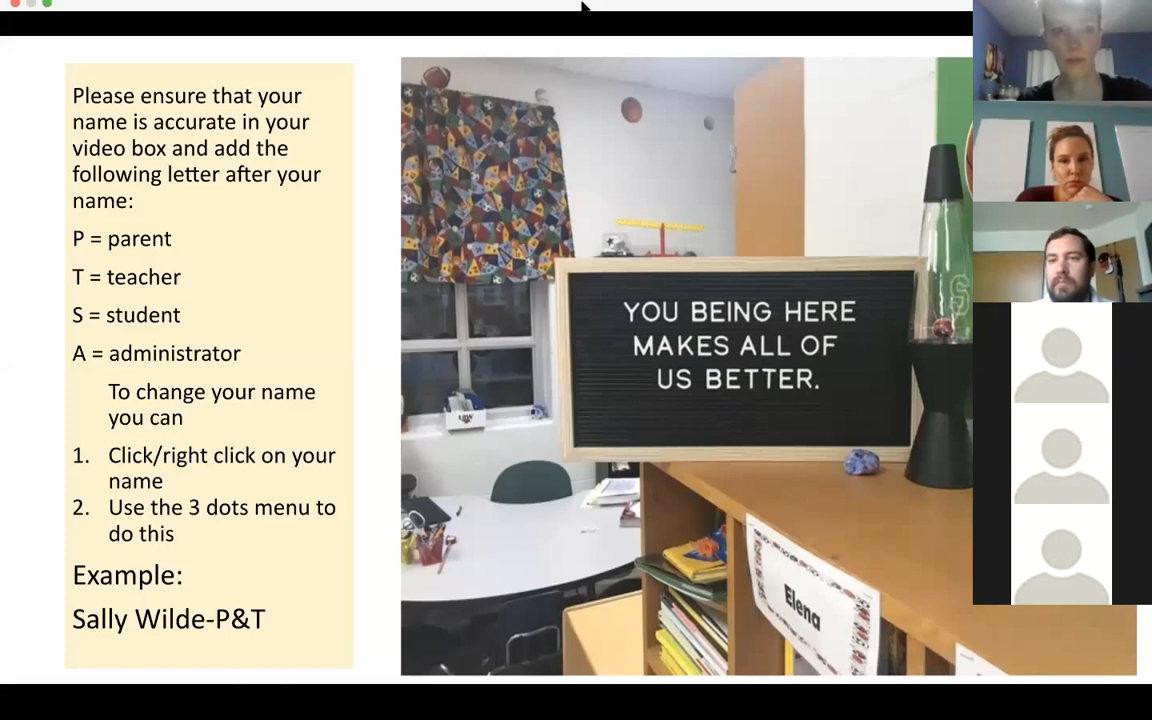 Please ensure that your
name is accurate in your
video box and add the
following letter after your
name:
P = parent
T = teacher
S = student
A = administrator
To change your name
you can
1. Click/right click on your
name
2. Use the 3 dots menu to
do this
Example:
Sally Wilde-P&T
YOU BEING HERE
MAKES ALL OF
US BETTER.
S
Elena